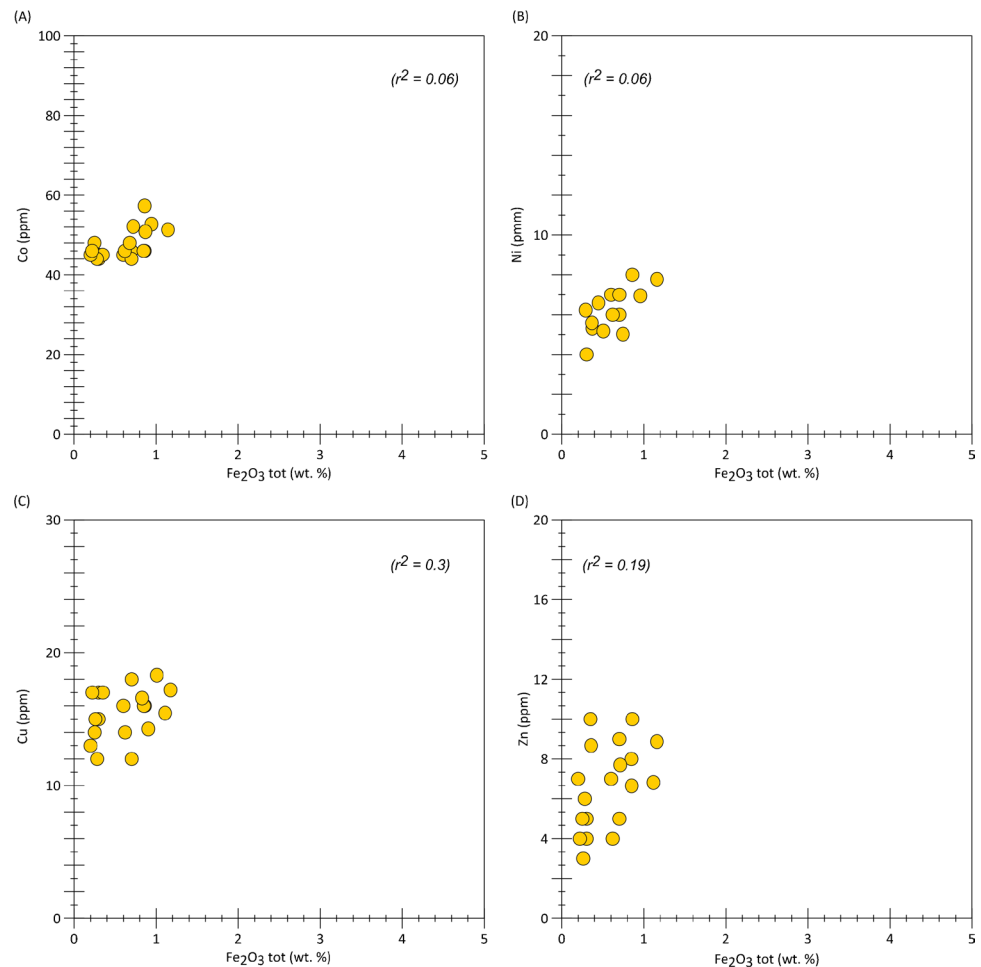 (A)
100
80
60
40
20
0
Co (ppm)
(r² = 0.06)
0 1 2 3 4 5
Fe₂O₃ tot (wt. %)
(B)
20
10
0
Ni (pmm)
(r² = 0.06)
0 1 2 3 4 5
Fe₂O₃ tot (wt. %)
(C)
30
20
10
0
Cu (ppm)
(r² = 0.3)
0 1 2 3 4 5
Fe₂O₃ tot (wt. %)
(D)
20
16
12
8
4
0
Zn (ppm)
(r² = 0.19)
0 1 2 3 4 5
Fe₂O₃ tot (wt. %)